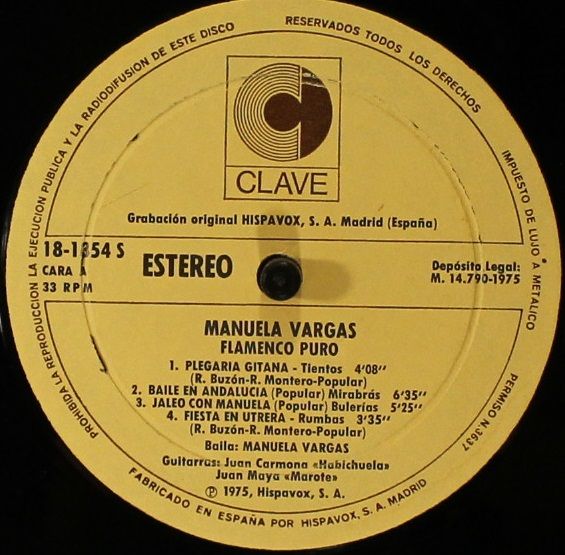 PROHIBIDA LA REPRODUCCION LA EJECUCION PUBLICA Y LA RADIODIFUSION DE ESTE DISCO
RESERVADOS TODOS LOS DERECHOS
IMPUESTO DE LUJO A METALICO
PERMISO N. 3637
CLAVE
Grabación original HISPAVOX, S. A. Madrid (España)
18-1354 S
CARA A
33 RPM
ESTEREO
Depósito Legal:
M. 14.790-1975
MANUELA VARGAS
FLAMENCO PURO
1. PLEGARIA GITANA - Tientos 4'08''
(R. Buzón-R. Montero-Popular)
2. BAILE EN ANDALUCIA (Popular) Mirabrás 6'35''
3. JALEO CON MANUELA (Popular) Bulerías 5'25''
4. FIESTA EN UTRERA - Rumbas 3'35''
(R. Buzón-R. Montero-Popular)
Baila: MANUELA VARGAS
Guitarras: Juan Carmona «Habichuela»
Juan Maya «Marote»
Ⓟ 1975, Hispavox, S. A.
FABRICADO EN ESPAÑA POR HISPAVOX, S. A. MADRID